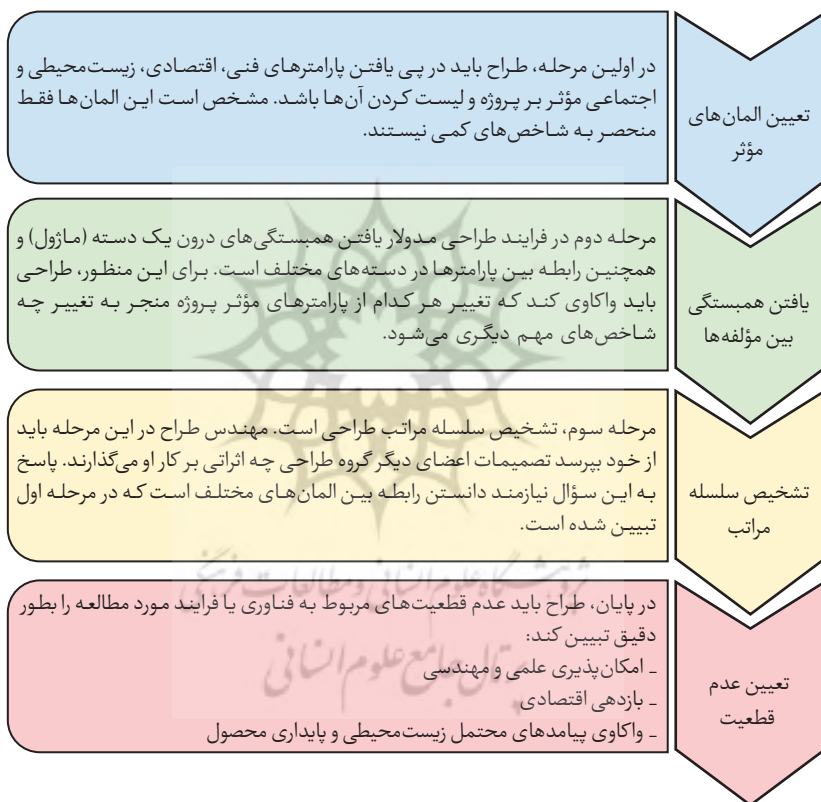 تعیین المان‌های
مؤثر
در اولین مرحله، طراح باید در پی یافتن پارامترهای فنی، اقتصادی، زیست‌محیطی و
اجتماعی مؤثر بر پروژه و لیست کردن آن‌ها باشد. مشخص است این المان‌ها فقط
منحصر به شاخص‌های کمی نیستند.
یافتن همبستگی
بین مؤلفه‌ها
مرحله دوم در فرایند طراحی مدولار یافتن همبستگی‌های درون یک دسته (ماژول) و
همچنین رابطه بین پارامترها در دسته‌های مختلف است. برای این منظور، طراحی
باید واکاوی کند که تغییر هر کدام از پارامترهای مؤثر پروژه منجر به تغییر چه
شاخص‌های مهم دیگری می‌شود.
تشخیص سلسله
مراتب
مرحله سوم، تشخیص سلسله مراتب طراحی است. مهندس طراح در این مرحله باید
از خود بپرسد تصمیمات اعضای دیگر گروه طراحی چه اثراتی بر کار او می‌گذارند. پاسخ
به این سؤال نیازمند دانستن رابطه بین المان‌های مختلف است که در مرحله اول
تبیین شده است.
پژوهشگاه علوم انسانی و مطالعات فرهنگی
تعیین عدم
قطعیت
در پایان، طراح باید عدم قطعیت‌های مربوط به فناوری یا فرایند مورد مطالعه را بطور
دقیق تبیین کند:
ـ امکان‌پذیری علمی و مهندسی
ـ بازدهی اقتصادی
ـ واکاوی پیامدهای محتمل زیست‌محیطی و پایداری محصول
پرتال جامع علوم انسانی